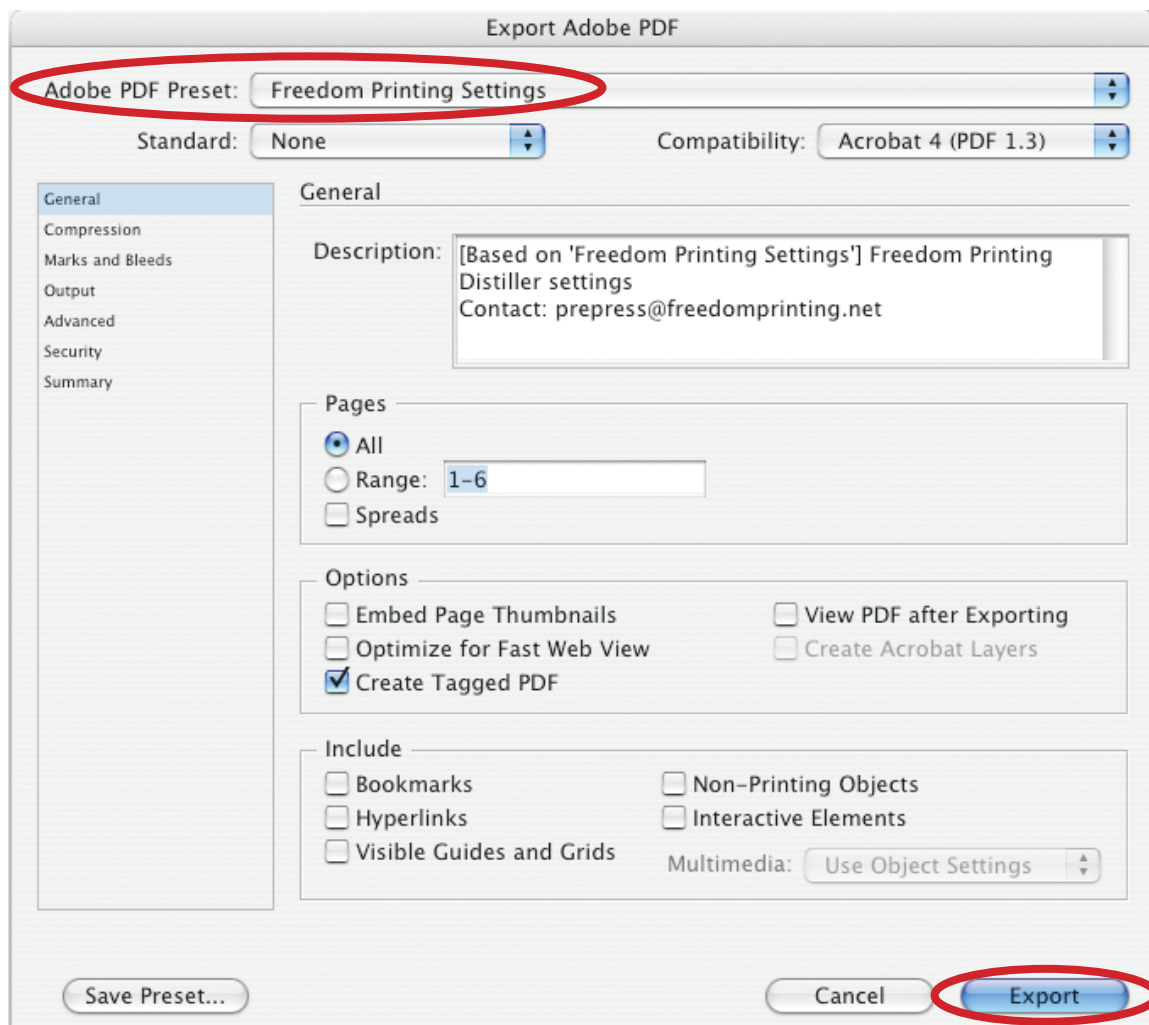 Export Adobe PDF
Adobe PDF Preset: Freedom Printing Settings
Standard: None Compatibility: Acrobat 4 (PDF 1.3)
General
Compression
Marks and Bleeds
Output
Advanced
Security
Summary
General
Description: [Based on 'Freedom Printing Settings'] Freedom Printing
Distiller settings
Contact: prepress@freedomprinting.net
Pages
All
Range: 1-6
Spreads
Options
Embed Page Thumbnails View PDF after Exporting
Optimize for Fast Web View Create Acrobat Layers
Create Tagged PDF
Include
Bookmarks Non-Printing Objects
Hyperlinks Interactive Elements
Visible Guides and Grids Multimedia: Use Object Settings
Save Preset... Cancel Export